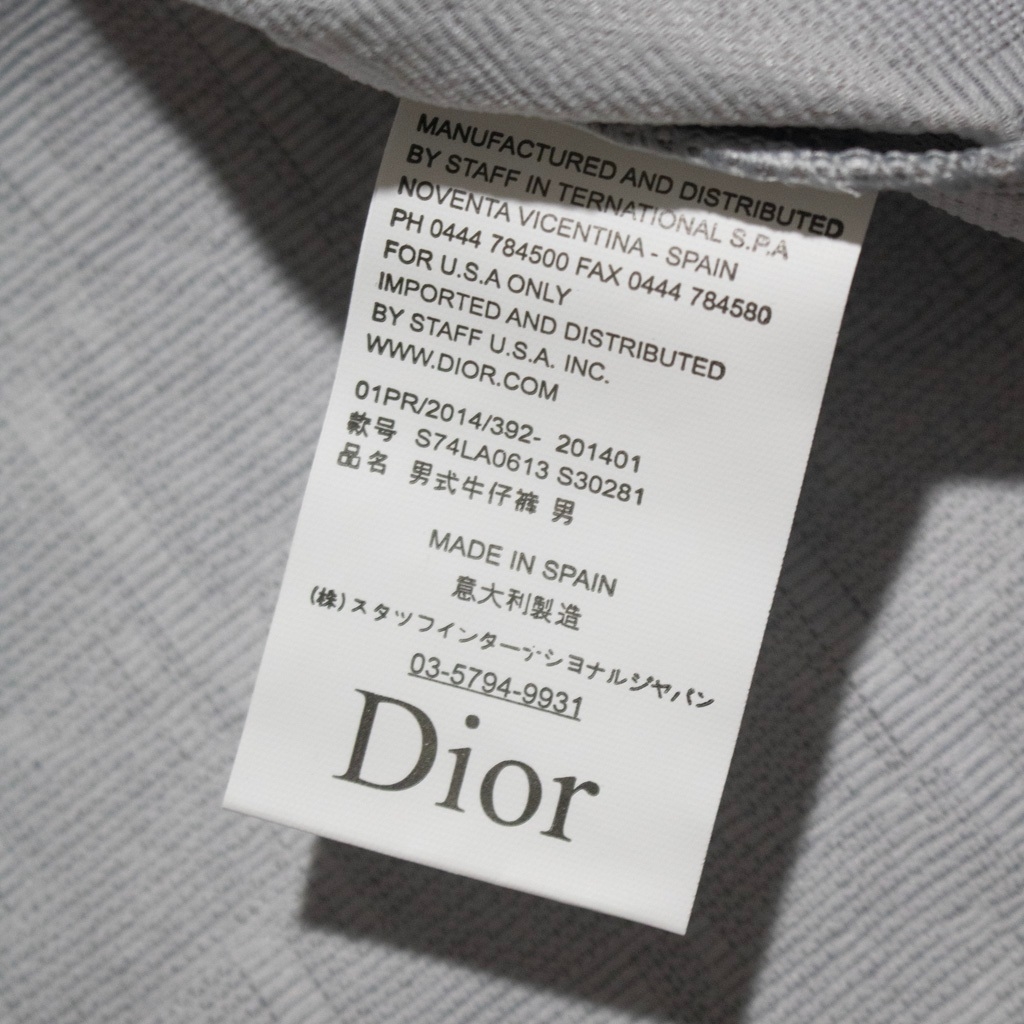 MANUFACTURED AND DISTRIBUTED
BY STAFF IN TERNATIONAL S.P.A
NOVENTA VICENTINA - SPAIN
PH 0444 784500 FAX 0444 784580
FOR U.S.A ONLY
IMPORTED AND DISTRIBUTED
BY STAFF U.S.A. INC.
WWW.DIOR.COM
01PR/2014/392- 201401
款号 S74LA0613 S30281
品名 男式牛仔裤 男
MADE IN SPAIN
意大利製造
(株)スタッフインターナショナルジャパン
03-5794-9931
Dior